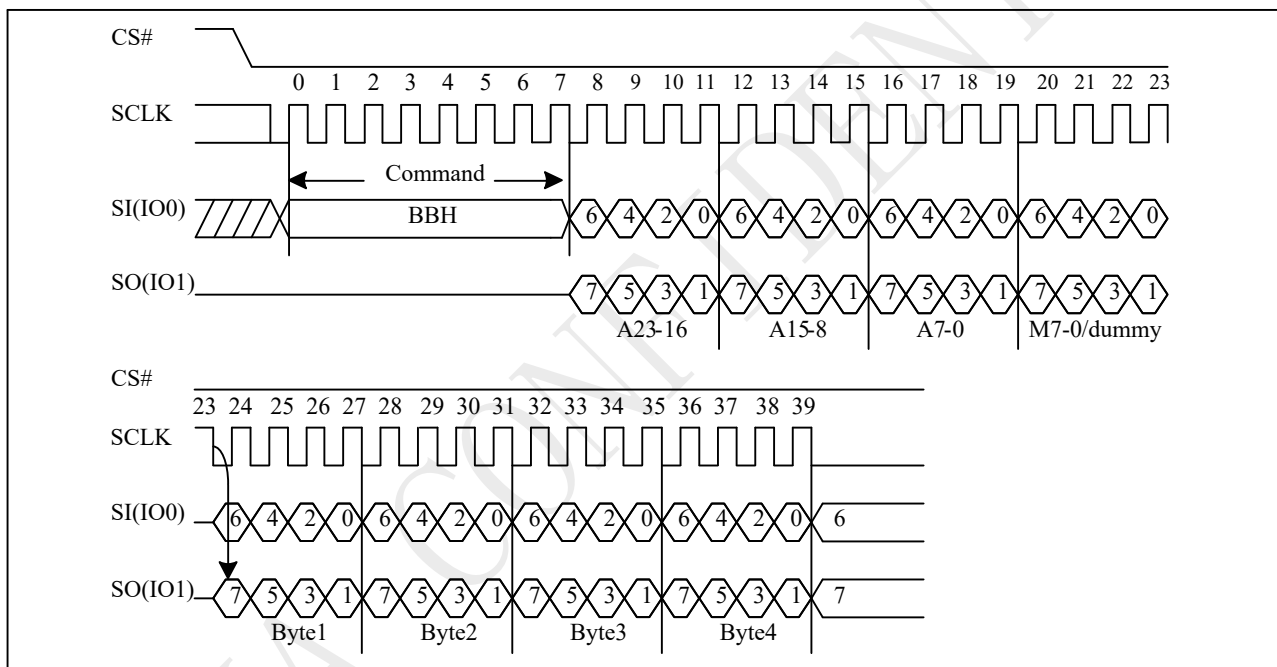 CS#
0 1 2 3 4 5 6 7 8 9 10 11 12 13 14 15 16 17 18 19 20 21 22 23
SCLK
Command
SI(IO0) BBH 6 4 2 0 6 4 2 0 6 4 2 0 6 4 2 0
SO(IO1) 7 5 3 1 7 5 3 1 7 5 3 1 7 5 3 1
A23-16 A15-8 A7-0 M7-0/dummy
CS#
23 24 25 26 27 28 29 30 31 32 33 34 35 36 37 38 39
SCLK
SI(IO0) 6 4 2 0 6 4 2 0 6 4 2 0 6 4 2 0 6
SO(IO1) 7 5 3 1 7 5 3 1 7 5 3 1 7 5 3 1 7
Byte1 Byte2 Byte3 Byte4